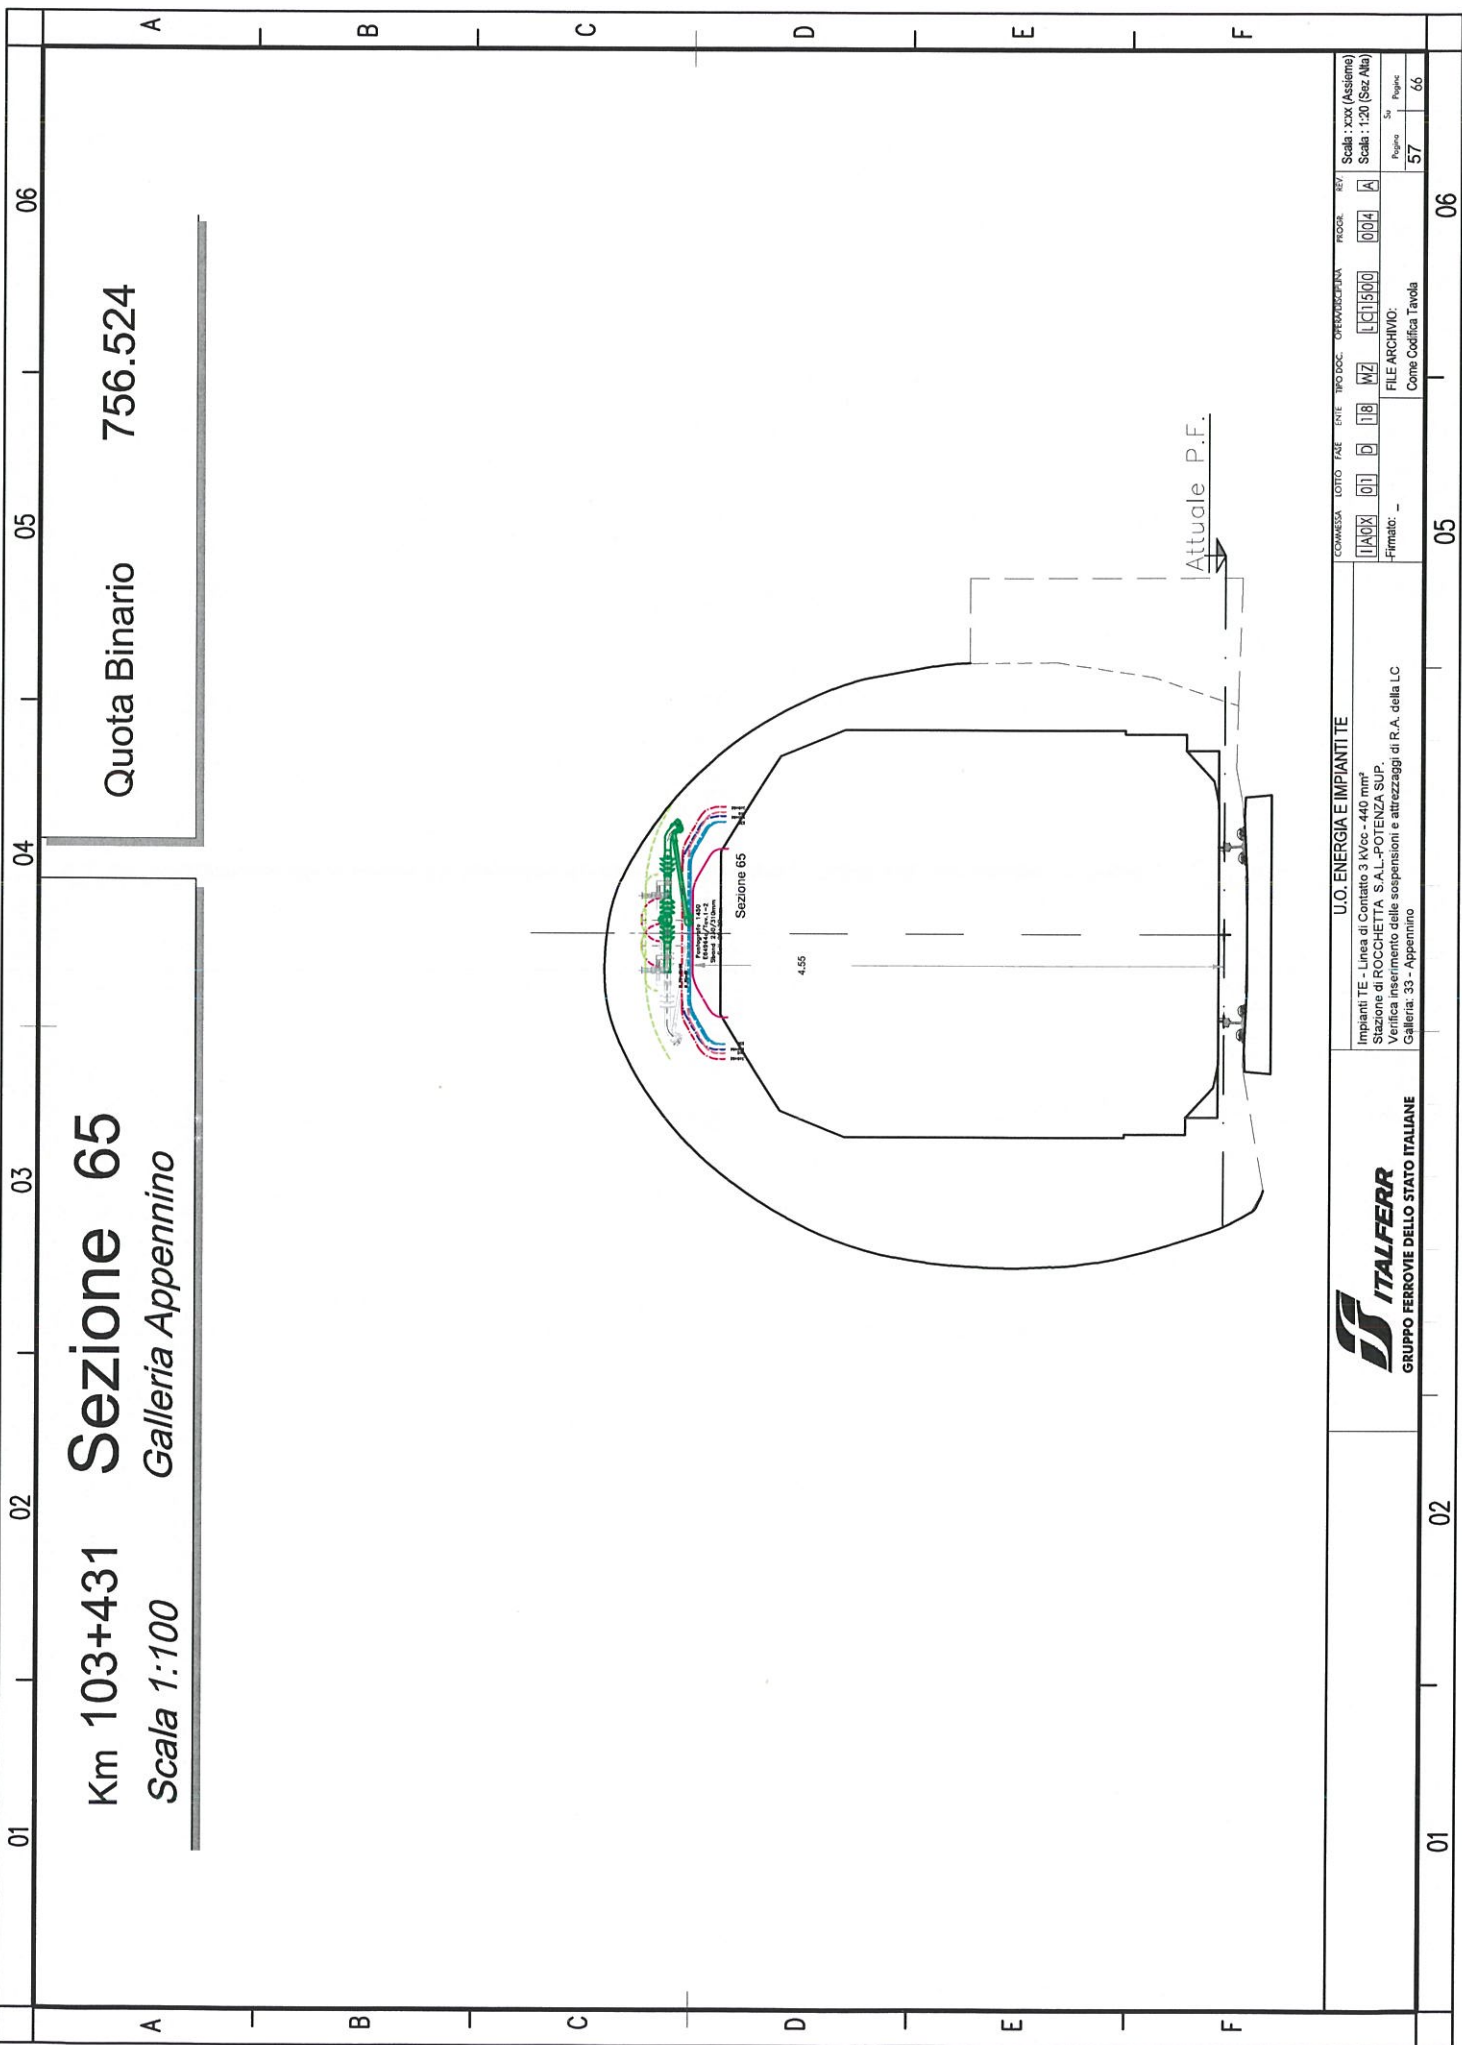 01 02 03 04 05 06
A
B
C
D
E
F
Km 103+431 Sezione 65
Scala 1:100 Galleria Appennino
Quota Binario 756.524
Sezione 65
4.55
Attuale P.F.
ITALFERR
GRUPPO FERROVIE DELLO STATO ITALIANE
U.O. ENERGIA E IMPIANTI TE
Impianti TE - Linea di Contatto 3 kVcc - 440 mm²
Stazione di ROCCHETTA S.A.L.-POTENZA SUP.
Verifica inserimento delle sospensioni e attrezzaggi di R.A. della LC
Galleria: 33 - Appennino
COMMESSA LOTTO FASE ENTE TIPO DOC. OPERA/DISCIPLINA PROGR. REV.
IA0X 01 D 18 WZ LC1500 004 A
Firmato: _
FILE ARCHIVIO:
Come Codifica Tavola
Scala : xxx (Assieme)
Scala : 1:20 (Sez Alta)
Pagina Su Pagine
57 66
A
B
C
D
E
F
01 02 05 06